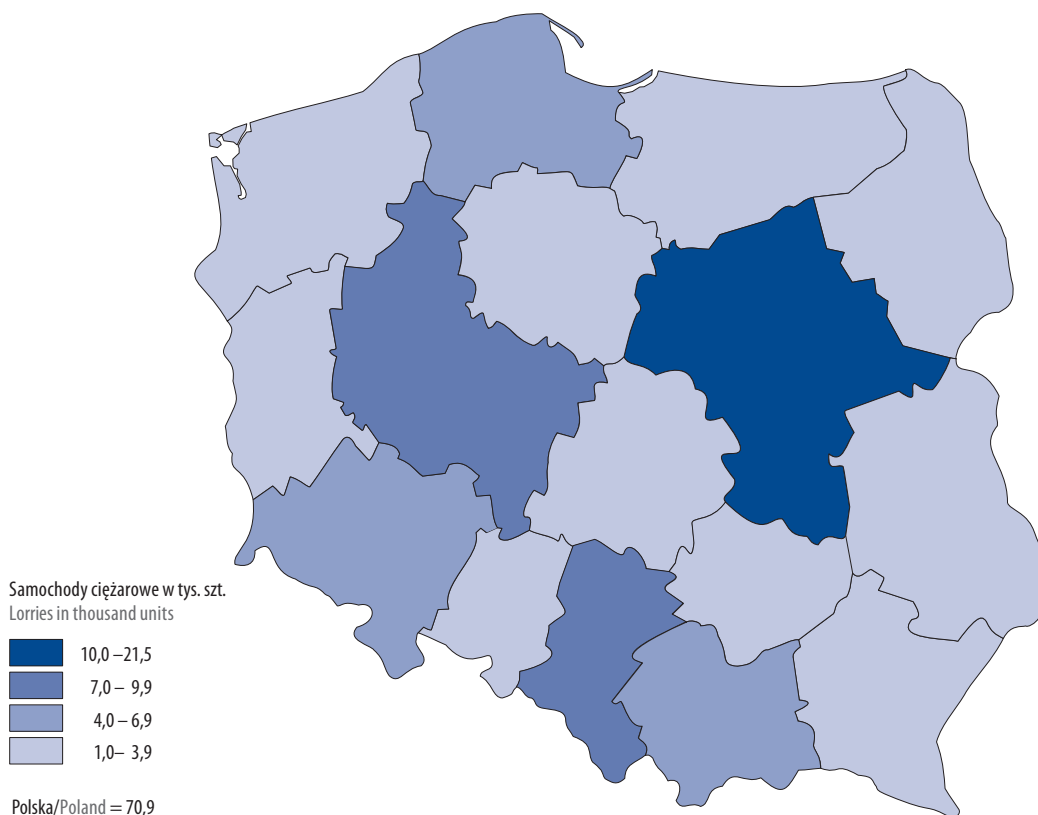 Samochody ciężarowe w tys. szt.
Lorries in thousand units
10,0 –21,5
7,0 – 9,9
4,0 – 6,9
1,0– 3,9
Polska/Poland = 70,9